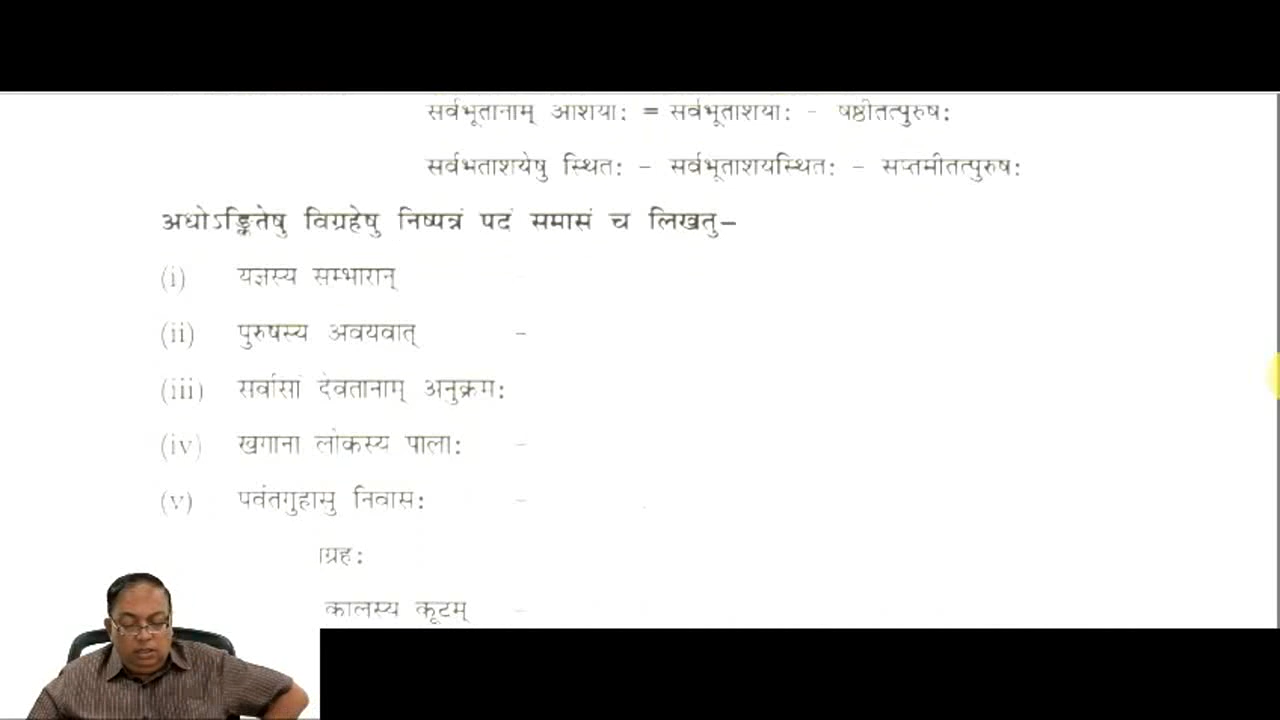 सर्वभूतानाम् आशयाः = सर्वभूताशयाः - षष्ठीतत्पुरुषः
सर्वभताशयेषु स्थितः - सर्वभूताशयस्थितः - सप्तमीतत्पुरुषः
अधोऽङ्कितेषु विग्रहेषु निष्पन्नं पदं समासं च लिखतु-
(i) यज्ञस्य सम्भारान् -
(ii) पुरुषस्य अवयवात् -
(iii) सर्वासां देवतानाम् अनुक्रमः
(iv) खगाना लोकस्य पालाः -
(v) पर्वतगुहासु निवासः -
ग्रहः
कालस्य कूटम् -